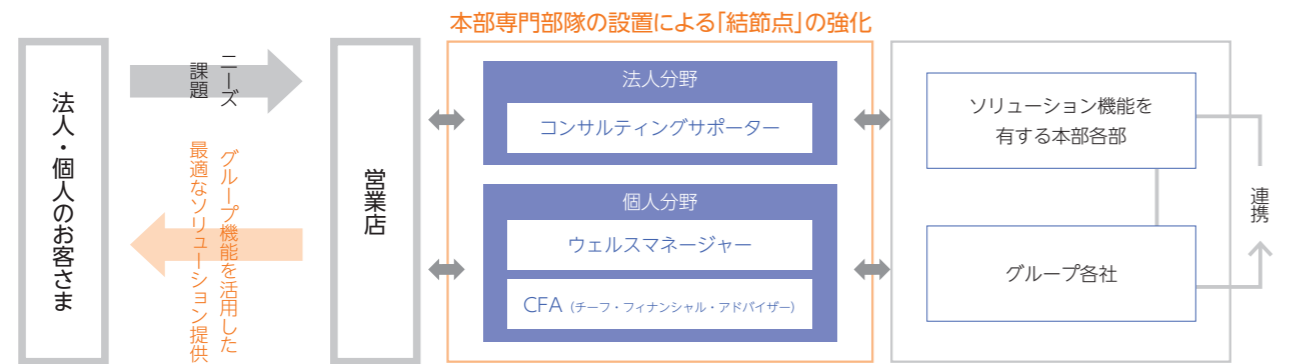 本部専門部隊の設置による「結節点」の強化
法人・個人のお客さま
ニーズ
課題
グループ機能を活用した
最適なソリューション提供
営業店
法人分野
コンサルティングサポーター
個人分野
ウェルスマネージャー
CFA（チーフ・フィナンシャル・アドバイザー）
ソリューション機能を
有する本部各部
グループ各社
連携